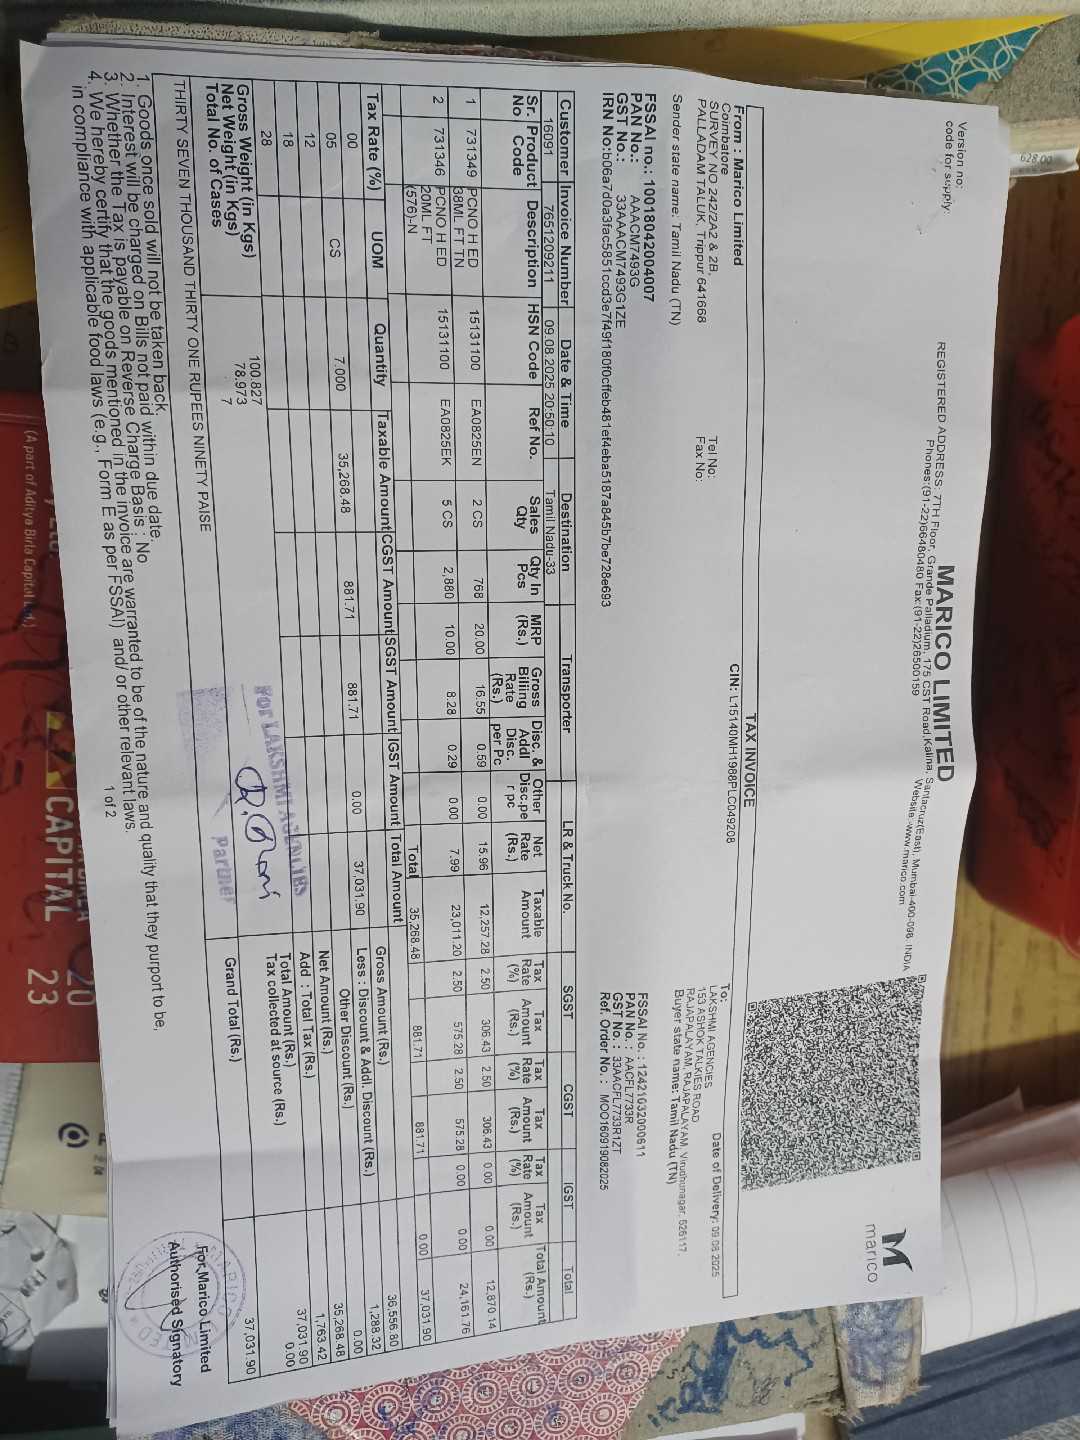 Version no:
code for supply:
MARICO LIMITED
REGISTERED ADDRESS: 7TH Floor, Grande Palladium, 175 CST Road, Kalina, Santacruz(East), Mumbai-400-098. INDIA
Phones:(91-22)66480480 Fax:(91-22)26500159 Website:-www.marico.com
marico
TAX INVOICE
CIN: L15140MH1988PLC049208
From : Marico Limited
Coimbatore
SURVEY NO. 242/2A2 & 2B,
PALLADAM TALUK, Trippur 641668
Tel No:
Fax No:
Sender state name: Tamil Nadu (TN)
To:
LAKSHMI AGENCIES
153 ASHOK TALKIES ROAD
RAJAPALAYAM, RAJAPALAYAM, Virudhunagar, 626117,
Buyer state name: Tamil Nadu (TN)
Date of Delivery: 09.08.2025
FSSAI no.: 10018042004007
PAN No.: AAACM7493G
GST No.: 33AAACM7493G1ZE
IRN No:b06a7d0a3fac5851ccd3e7f49f180f0cffeb481ef4eba5187a845b7be728e693
FSSAI No. : 12421032000611
PAN No. : AACFL7733R
GST No. : 33AACFL7733R1ZT
Ref. Order No. : MOO160919082025
Customer Invoice Number Date & Time Destination Transporter LR & Truck No. SGST CGST IGST Total
16091 7651209211 09.08.2025 20:50:10 Tamil Nadu-33
Sr. No Product Code Description HSN Code Ref No. Sales Qty Qty In Pcs MRP (Rs.) Gross Billing Rate (Rs.) Disc. & Addl Disc. per Pc Other Disc.pe r pc Net Rate (Rs.) Taxable Amount Tax Rate (%) Tax Amount (Rs.) Tax Rate (%) Tax Amount (Rs.) Tax Rate (%) Tax Amount (Rs.) Total Amount (Rs.)
1 731349 PCNO H ED 38ML FT TN 15131100 EA0825EN 2 CS 768 20.00 16.55 0.59 0.00 15.96 12,257.28 2.50 306.43 2.50 306.43 0.00 0.00 12,870.14
2 731346 PCNO H ED 20ML FT (576)-N 15131100 EA0825EK 5 CS 2,880 10.00 8.28 0.29 0.00 7.99 23,011.20 2.50 575.28 2.50 575.28 0.00 0.00 24,161.76
Total 35,268.48 881.71 881.71 0.00 37,031.90
Tax Rate (%) UOM Quantity Taxable Amount CGST Amount SGST Amount IGST Amount Total Amount
00
05 CS 7.000 35,268.48 881.71 881.71 0.00 37,031.90
12
18
28
Gross Amount (Rs.) 36,556.80
Less : Discount & Addl. Discount (Rs.) 1,288.32
Other Discount (Rs.) 0.00
Net Amount (Rs.) 35,268.48
Add : Total Tax (Rs.) 1,763.42
Total Amount (Rs.) 37,031.90
Tax collected at source (Rs.) 0.00
Gross Weight (in Kgs) 100.827
Net Weight (in Kgs) 78.973
Total No. of Cases 7
For LAKSHMI AGENCIES
Partner
Grand Total (Rs.) 37,031.90
THIRTY SEVEN THOUSAND THIRTY ONE RUPEES NINETY PAISE
1. Goods once sold will not be taken back.
2. Interest will be charged on Bills not paid within due date.
3. Whether the Tax is payable on Reverse Charge Basis : No
4. We hereby certify that the goods mentioned in the invoice are warranted to be of the nature and quality that they purport to be,
in compliance with applicable food laws (e.g., Form E as per FSSAI) and/ or other relevant laws.
1 of 2
For Marico Limited
Authorised Signatory
628.00
(A part of Aditya Birla Capital Ltd.)
CAPITAL
20
23